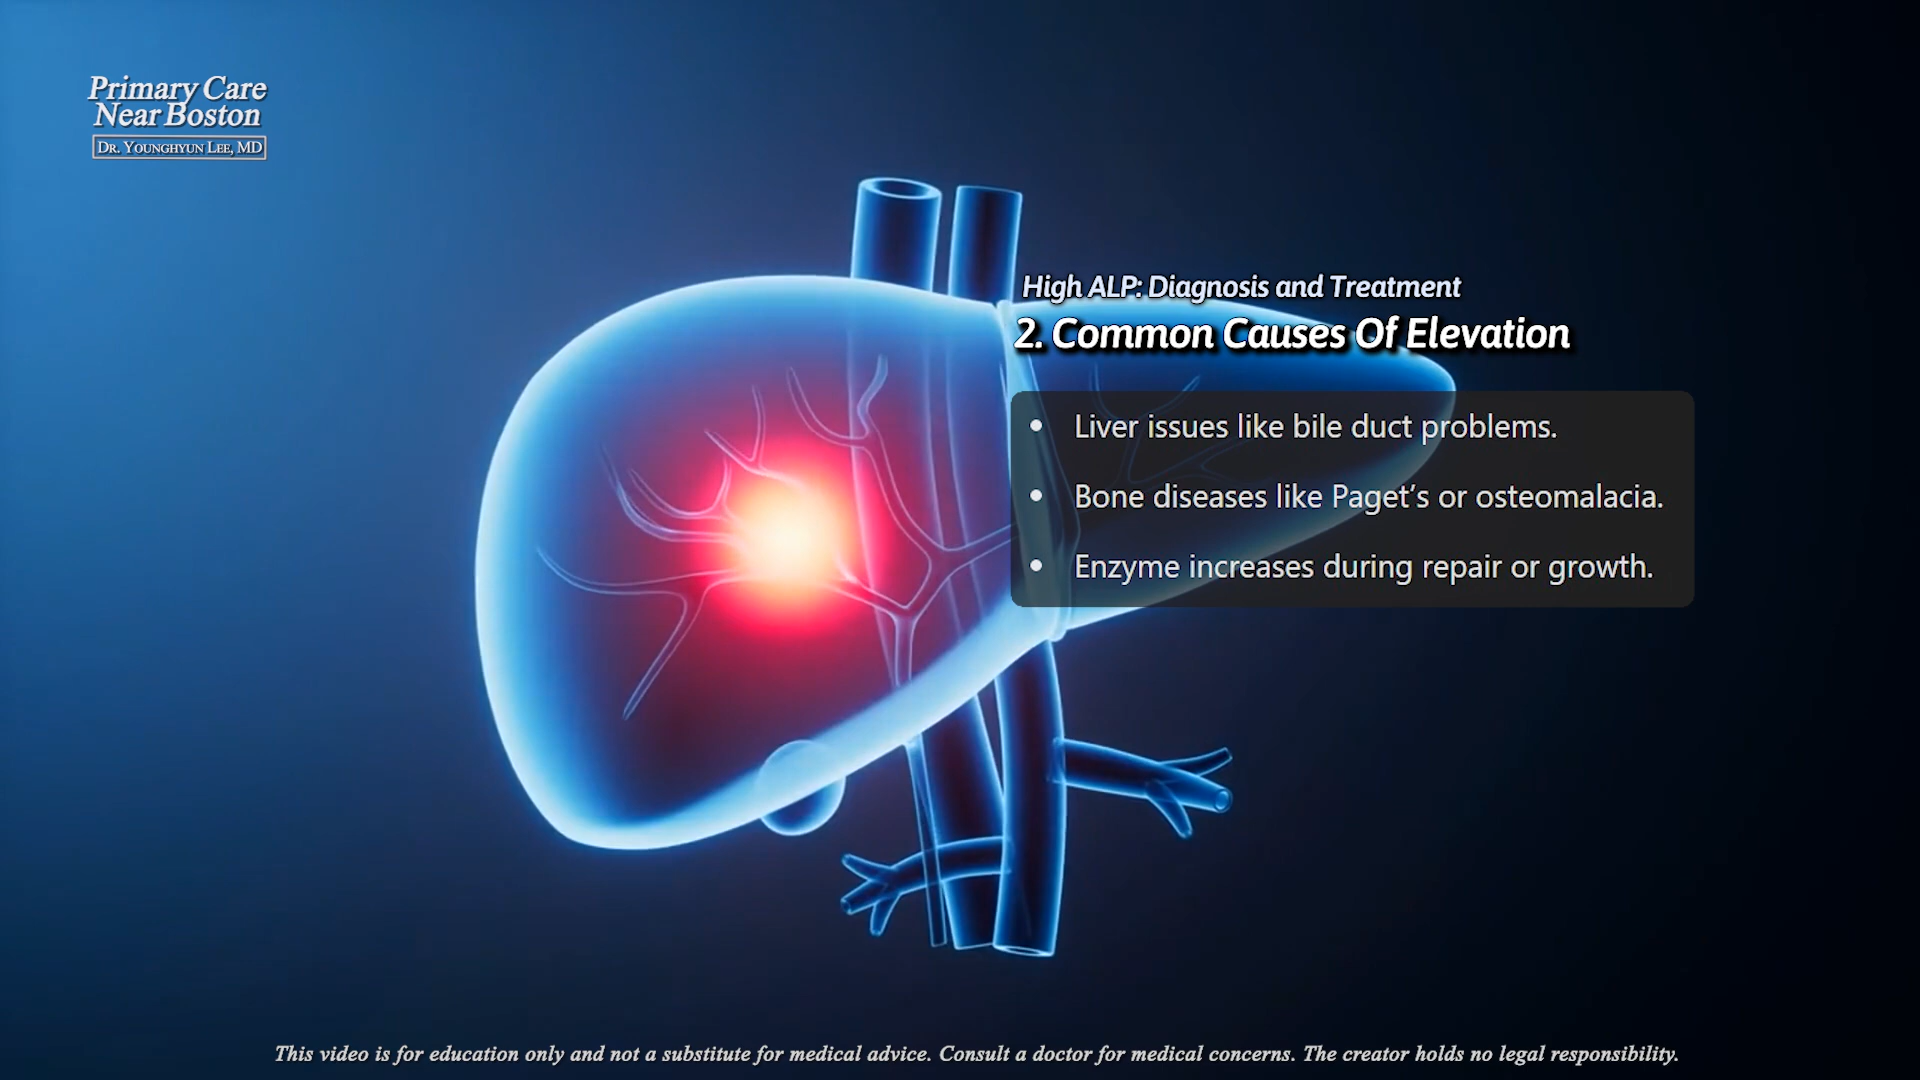 Primary Care
Near Boston
Dr. Younghyun Lee, MD
High ALP: Diagnosis and Treatment
2. Common Causes Of Elevation
• Liver issues like bile duct problems.
• Bone diseases like Paget's or osteomalacia.
• Enzyme increases during repair or growth.
This video is for education only and not a substitute for medical advice. Consult a doctor for medical concerns. The creator holds no legal responsibility.